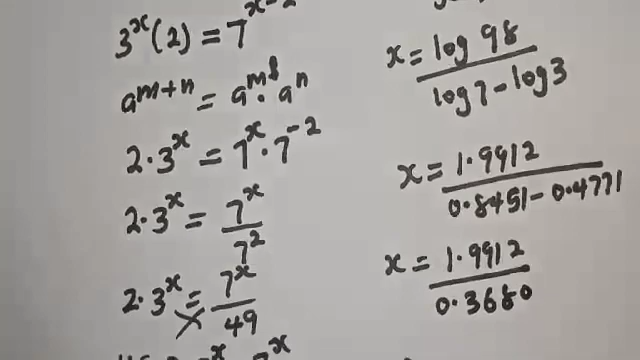 3^x (2) = 7^{x-2}
a^{m+n} = a^m · a^n
2 · 3^x = 7^x · 7^{-2}
2 · 3^x = 7^x / 7^2
2 · 3^x = 7^x / 49
x = log 98 / log 7 - log 3
x = 1.9912 / 0.8451 - 0.4771
x = 1.9912 / 0.3680